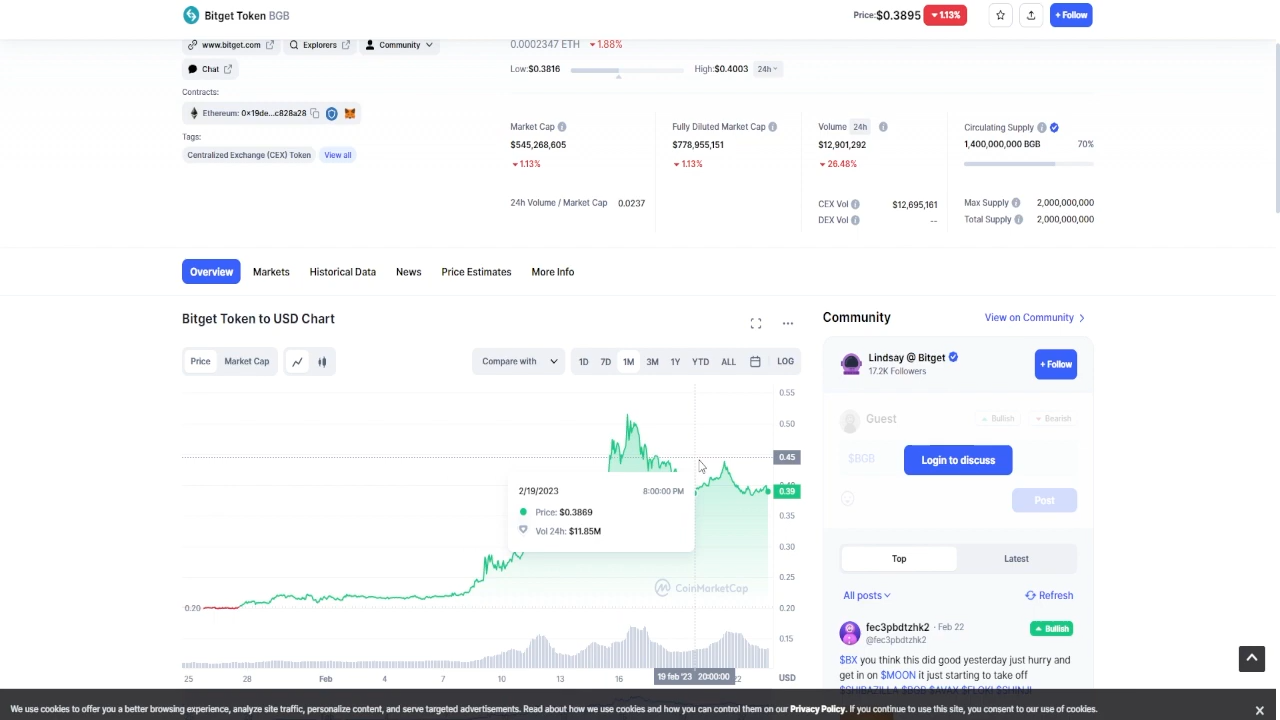 Bitget Token BGB
Price:$0.3895 1.13%
+ Follow
www.bitget.com
Explorers
Community
0.0002347 ETH 1.88%
Chat
Low:$0.3816
High:$0.4003
24h
Contracts:
Ethereum: 0x19de...c828a28
Tags:
Centralized Exchange (CEX) Token
View all
Market Cap
$545,268,605
1.13%
24h Volume / Market Cap 0.0237
Fully Diluted Market Cap
$778,955,151
1.13%
Volume 24h
$12,901,292
26.48%
CEX Vol $12,695,161
DEX Vol --
Circulating Supply
1,400,000,000 BGB 70%
Max Supply 2,000,000,000
Total Supply 2,000,000,000
Overview
Markets
Historical Data
News
Price Estimates
More Info
Bitget Token to USD Chart
Price
Market Cap
Compare with
1D
7D
1M
3M
1Y
YTD
ALL
LOG
0.55
0.50
0.45
0.40
0.39
0.35
0.30
0.25
0.20
0.15
0.20
2/19/2023 8:00:00 PM
Price: $0.3869
Vol 24h: $11.85M
CoinMarketCap
25
28
Feb
4
7
10
13
16
19 feb '23 20:00:00
22
USD
Community
View on Community
Lindsay @ Bitget
17.2K Followers
+ Follow
Guest
Bullish
Bearish
$BGB
Login to discuss
Post
Top
Latest
All posts
Refresh
fec3pbdtzhk2 · Feb 22
@fec3pbdtzhk2
Bullish
$BX you think this did good yesterday just hurry and
get in on $MOON it just starting to take off
$SHIBAZILLA $BOB $AVAX $FLOKI $SHINJI
We use cookies to offer you a better browsing experience, analyze site traffic, personalize content, and serve targeted advertisements. Read about how we use cookies and how you can control them on our Privacy Policy. If you continue to use this site, you consent to our use of cookies.